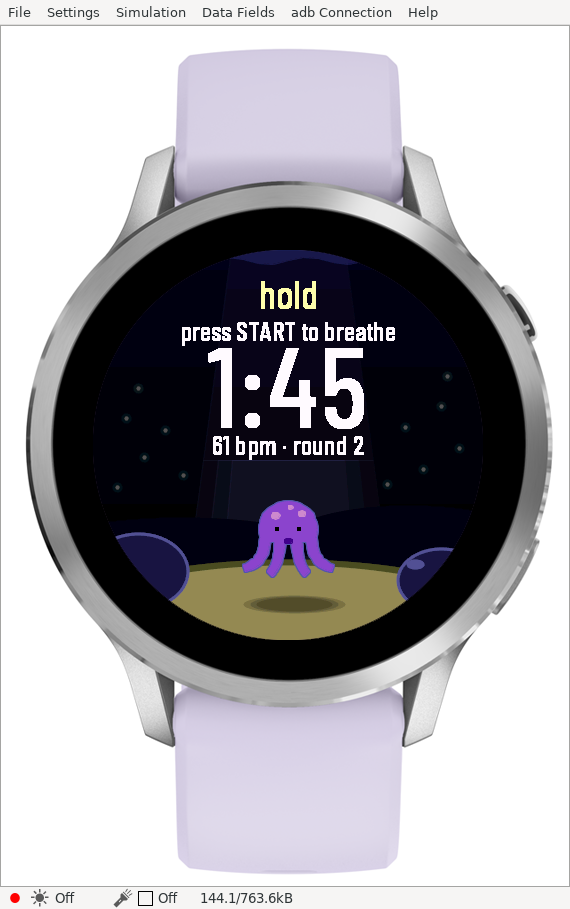 File Settings Simulation Data Fields adb Connection Help
hold
press START to breathe
1:45
61 bpm · round 2
Off Off 144.1/763.6kB